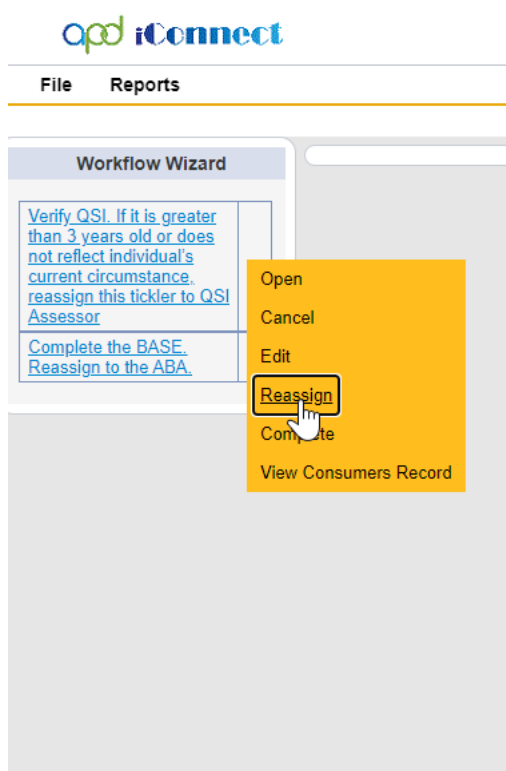 apd iConnect
File Reports
Workflow Wizard
Verify QSI. If it is greater
than 3 years old or does
not reflect individual's
current circumstance,
reassign this tickler to QSI
Assessor
Complete the BASE.
Reassign to the ABA.
Open
Cancel
Edit
Reassign
Complete
View Consumers Record